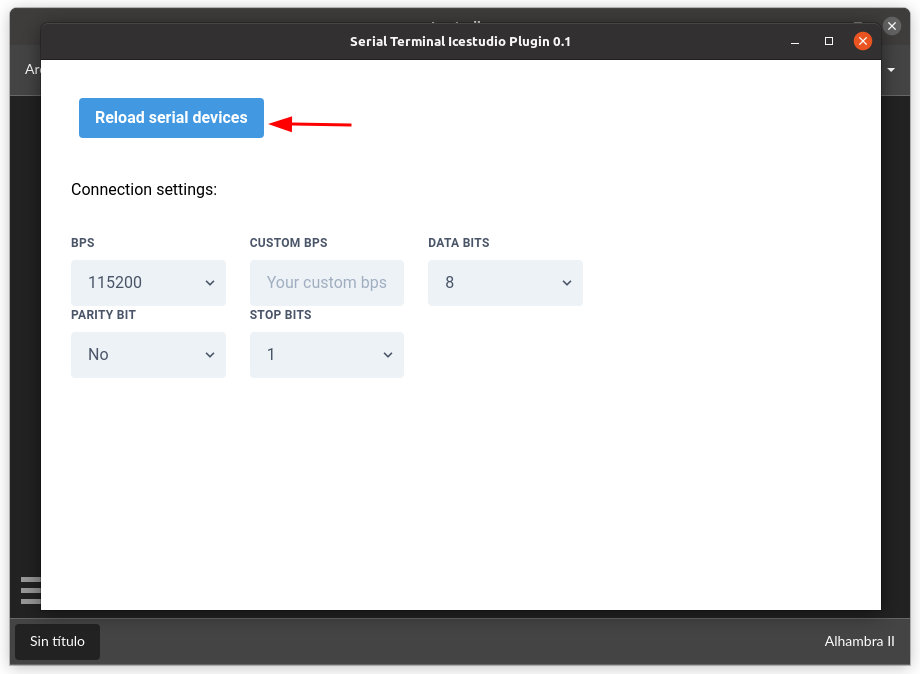 Serial Terminal Icestudio Plugin 0.1
Reload serial devices
Connection settings:
BPS CUSTOM BPS DATA BITS
115200 Your custom bps 8
PARITY BIT STOP BITS
No 1
Sin título Alhambra II